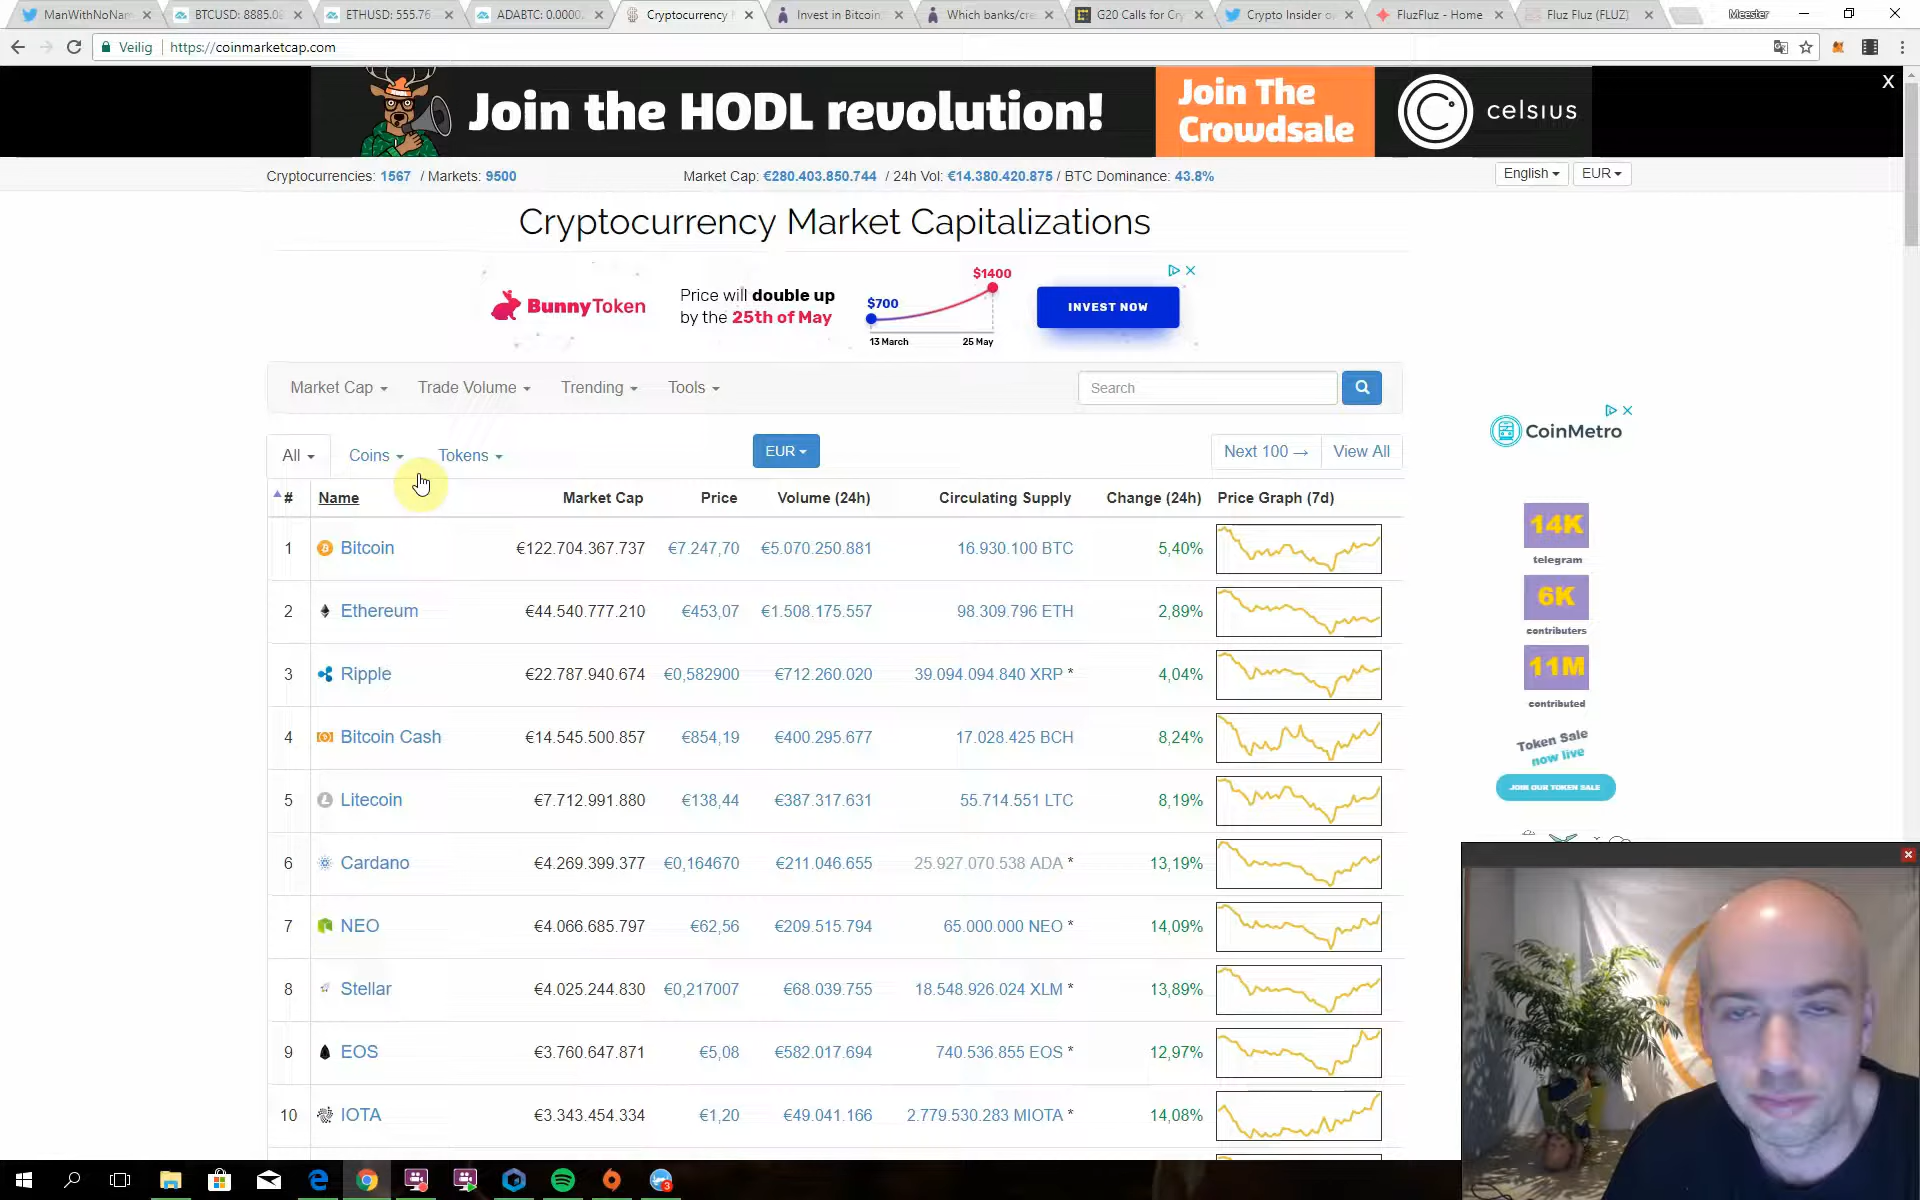 ManWithNoNam
BTCUSD: 8885.0
ETHUSD: 555.76
ADABTC: 0.0000
Cryptocurrency
Invest in Bitcoin
Which banks/cre
G20 Calls for Cry
Crypto Insider o
FluzFluz - Home
Fluz Fluz (FLUZ)
Meester
Veilig
https://coinmarketcap.com
Join the HODL revolution!
Join The
Crowdsale
celsius
X
Cryptocurrencies: 1567 / Markets: 9500
Market Cap: €280.403.850.744 / 24h Vol: €14.380.420.875 / BTC Dominance: 43.8%
English
EUR
Cryptocurrency Market Capitalizations
BunnyToken
Price will double up
by the 25th of May
$700
$1400
13 March
25 May
INVEST NOW
Market Cap
Trade Volume
Trending
Tools
Search
All
Coins
Tokens
EUR
Next 100 →
View All
# Name Market Cap Price Volume (24h) Circulating Supply Change (24h) Price Graph (7d)
1 Bitcoin €122.704.367.737 €7.247,70 €5.070.250.881 16.930.100 BTC 5,40%
2 Ethereum €44.540.777.210 €453,07 €1.508.175.557 98.309.796 ETH 2,89%
3 Ripple €22.787.940.674 €0,582900 €712.260.020 39.094.094.840 XRP * 4,04%
4 Bitcoin Cash €14.545.500.857 €854,19 €400.295.677 17.028.425 BCH 8,24%
5 Litecoin €7.712.991.880 €138,44 €387.317.631 55.714.551 LTC 8,19%
6 Cardano €4.269.399.377 €0,164670 €211.046.655 25.927.070.538 ADA * 13,19%
7 NEO €4.066.685.797 €62,56 €209.515.794 65.000.000 NEO * 14,09%
8 Stellar €4.025.244.830 €0,217007 €68.039.755 18.548.926.024 XLM * 13,89%
9 EOS €3.760.647.871 €5,08 €582.017.694 740.536.855 EOS * 12,97%
10 IOTA €3.343.454.334 €1,20 €49.041.166 2.779.530.283 MIOTA * 14,08%
CoinMetro
14K
telegram
6K
contributers
11M
contributed
Token Sale
now live
JOIN OUR TOKEN SALE
3